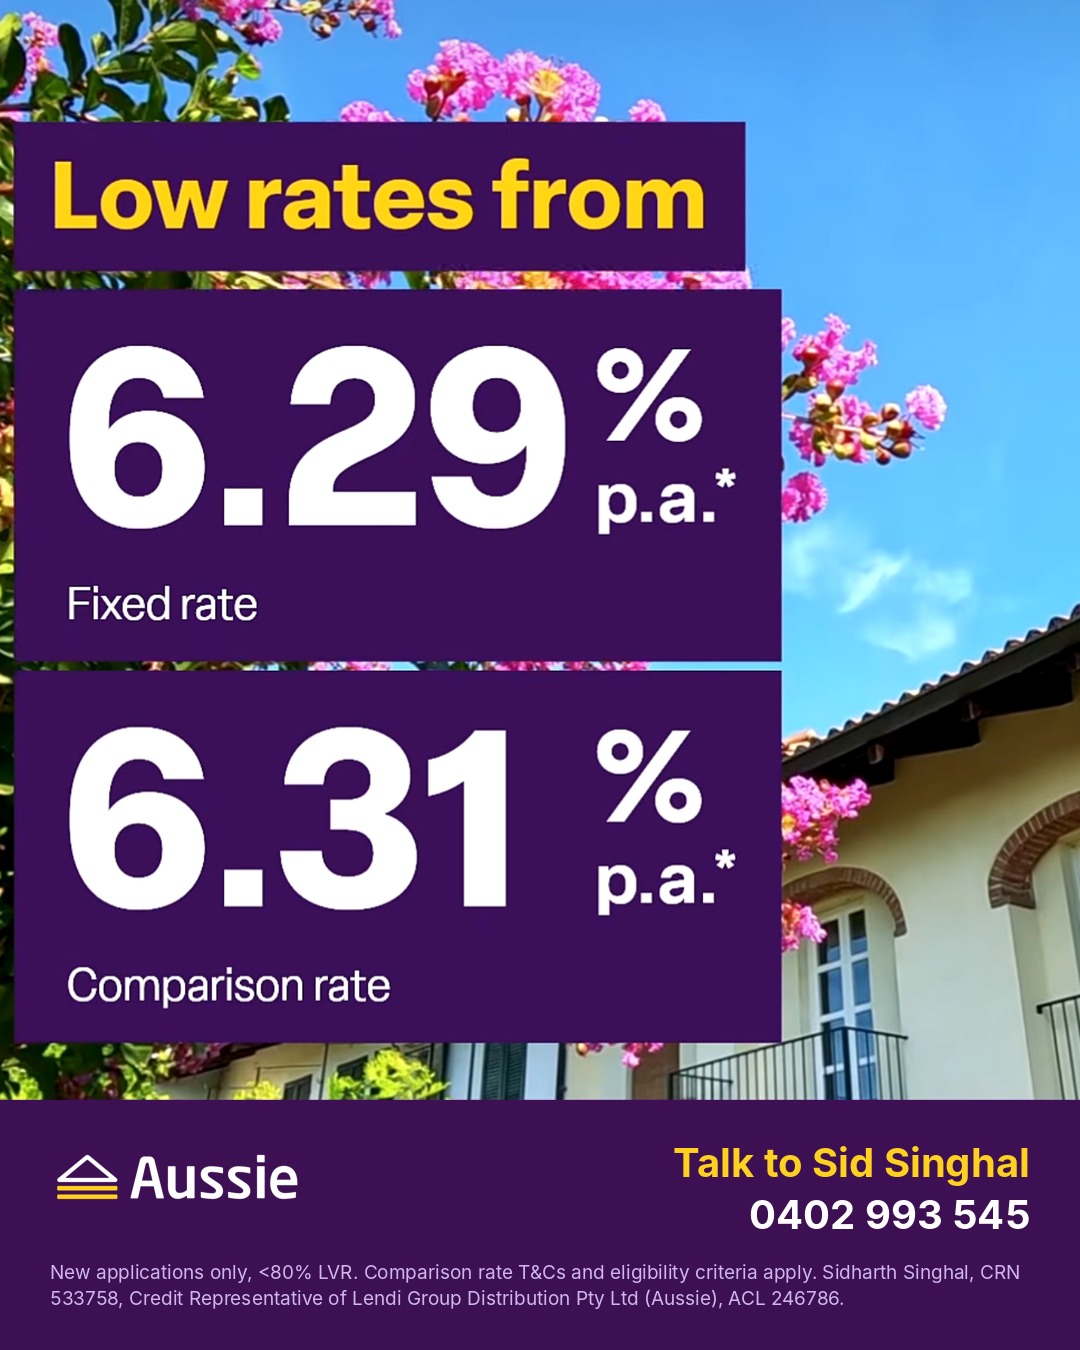 Low rates from
6.29% p.a.*
Fixed rate
6.31% p.a.*
Comparison rate
Aussie
Talk to Sid Singhal
0402 993 545
New applications only, <80% LVR. Comparison rate T&Cs and eligibility criteria apply. Sidharth Singhal, CRN
533758, Credit Representative of Lendi Group Distribution Pty Ltd (Aussie), ACL 246786.